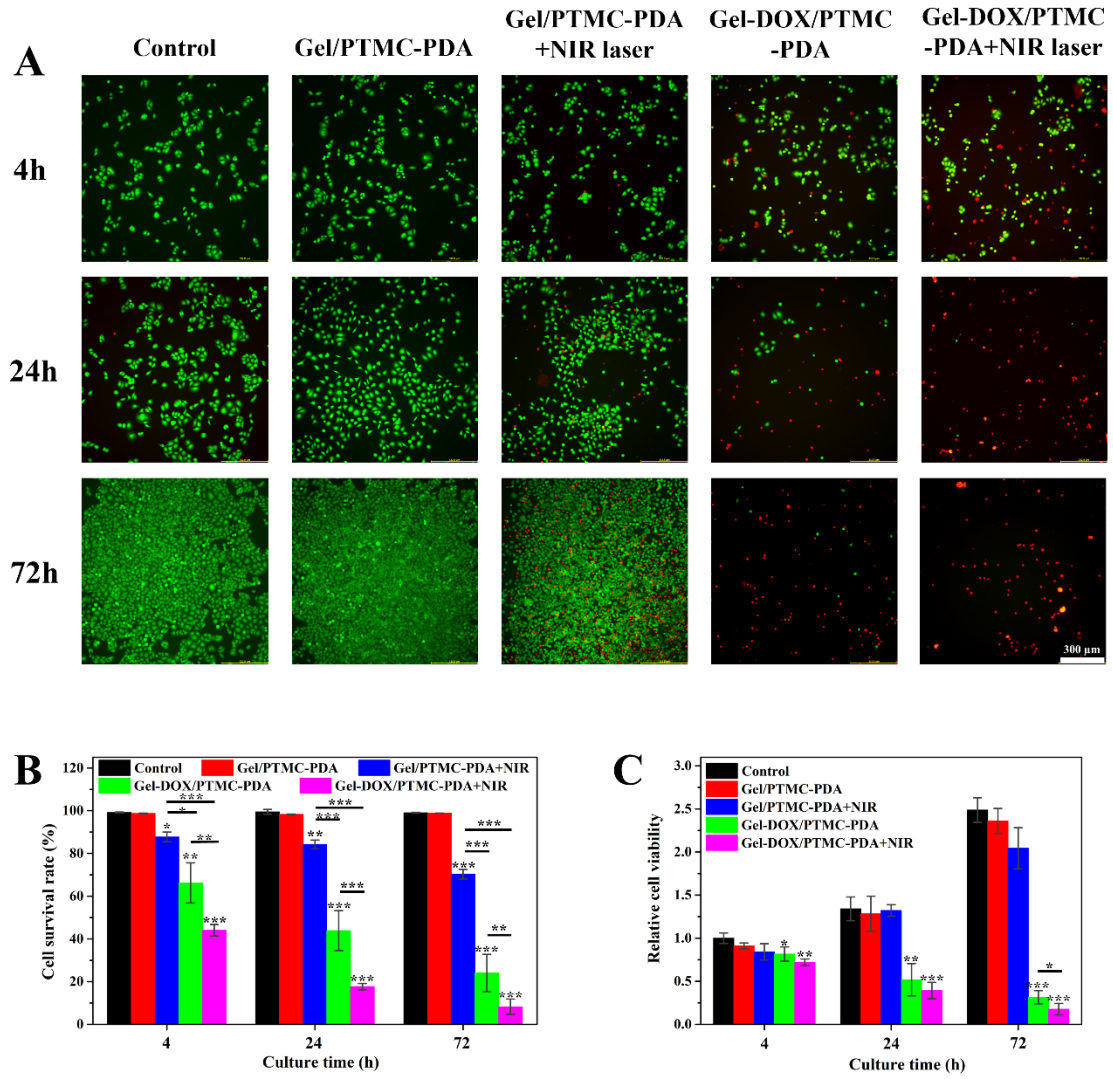 A
Control
Gel/PTMC-PDA
Gel/PTMC-PDA
+NIR laser
Gel-DOX/PTMC
-PDA
Gel-DOX/PTMC
-PDA+NIR laser
4h
24h
72h
300 µm
B
Control
Gel/PTMC-PDA
Gel/PTMC-PDA+NIR
Gel-DOX/PTMC-PDA
Gel-DOX/PTMC-PDA+NIR
Cell survival rate (%)
120
100
80
60
40
20
0
***
*
*
**
**
***
***
***
**
***
***
***
***
***
***
**
***
***
4
24
72
Culture time (h)
C
Control
Gel/PTMC-PDA
Gel/PTMC-PDA+NIR
Gel-DOX/PTMC-PDA
Gel-DOX/PTMC-PDA+NIR
Relative cell viability
3.0
2.5
2.0
1.5
1.0
0.5
0.0
*
**
**
***
*
***
***
4
24
72
Culture time (h)